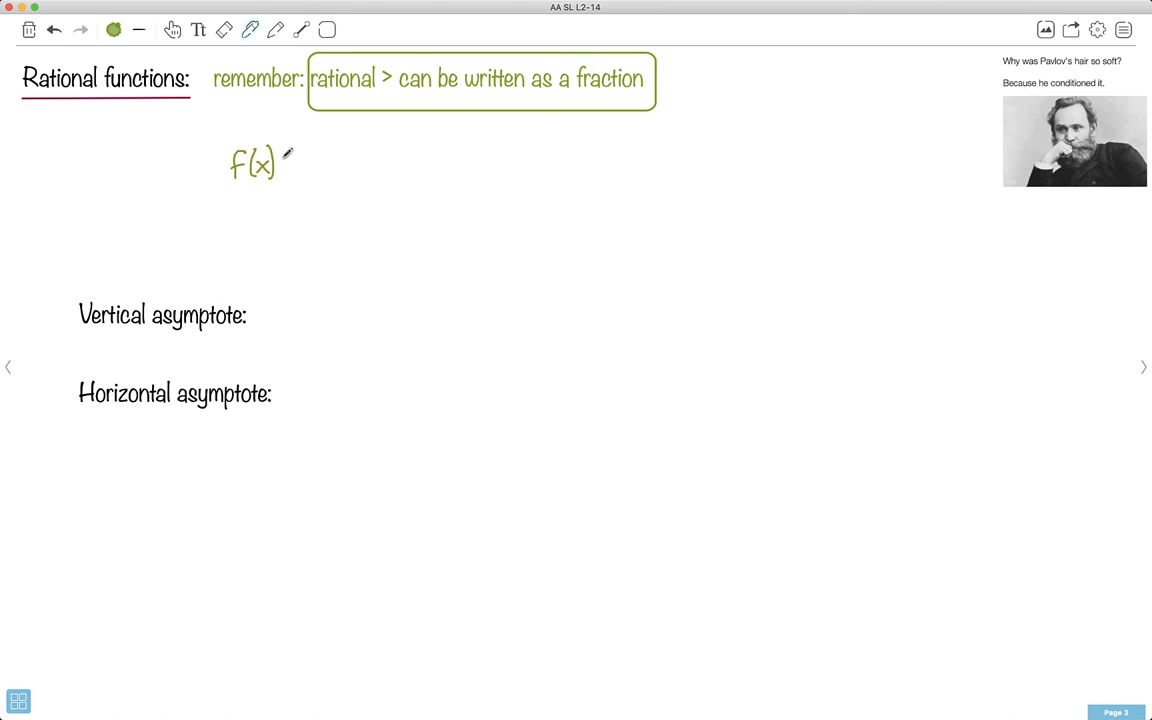 AA SL L2-14
Tt
Rational functions: remember: rational > can be written as a fraction
Why was Pavlov's hair so soft?
Because he conditioned it.
f(x)
Vertical asymptote:
Horizontal asymptote:
Page 3